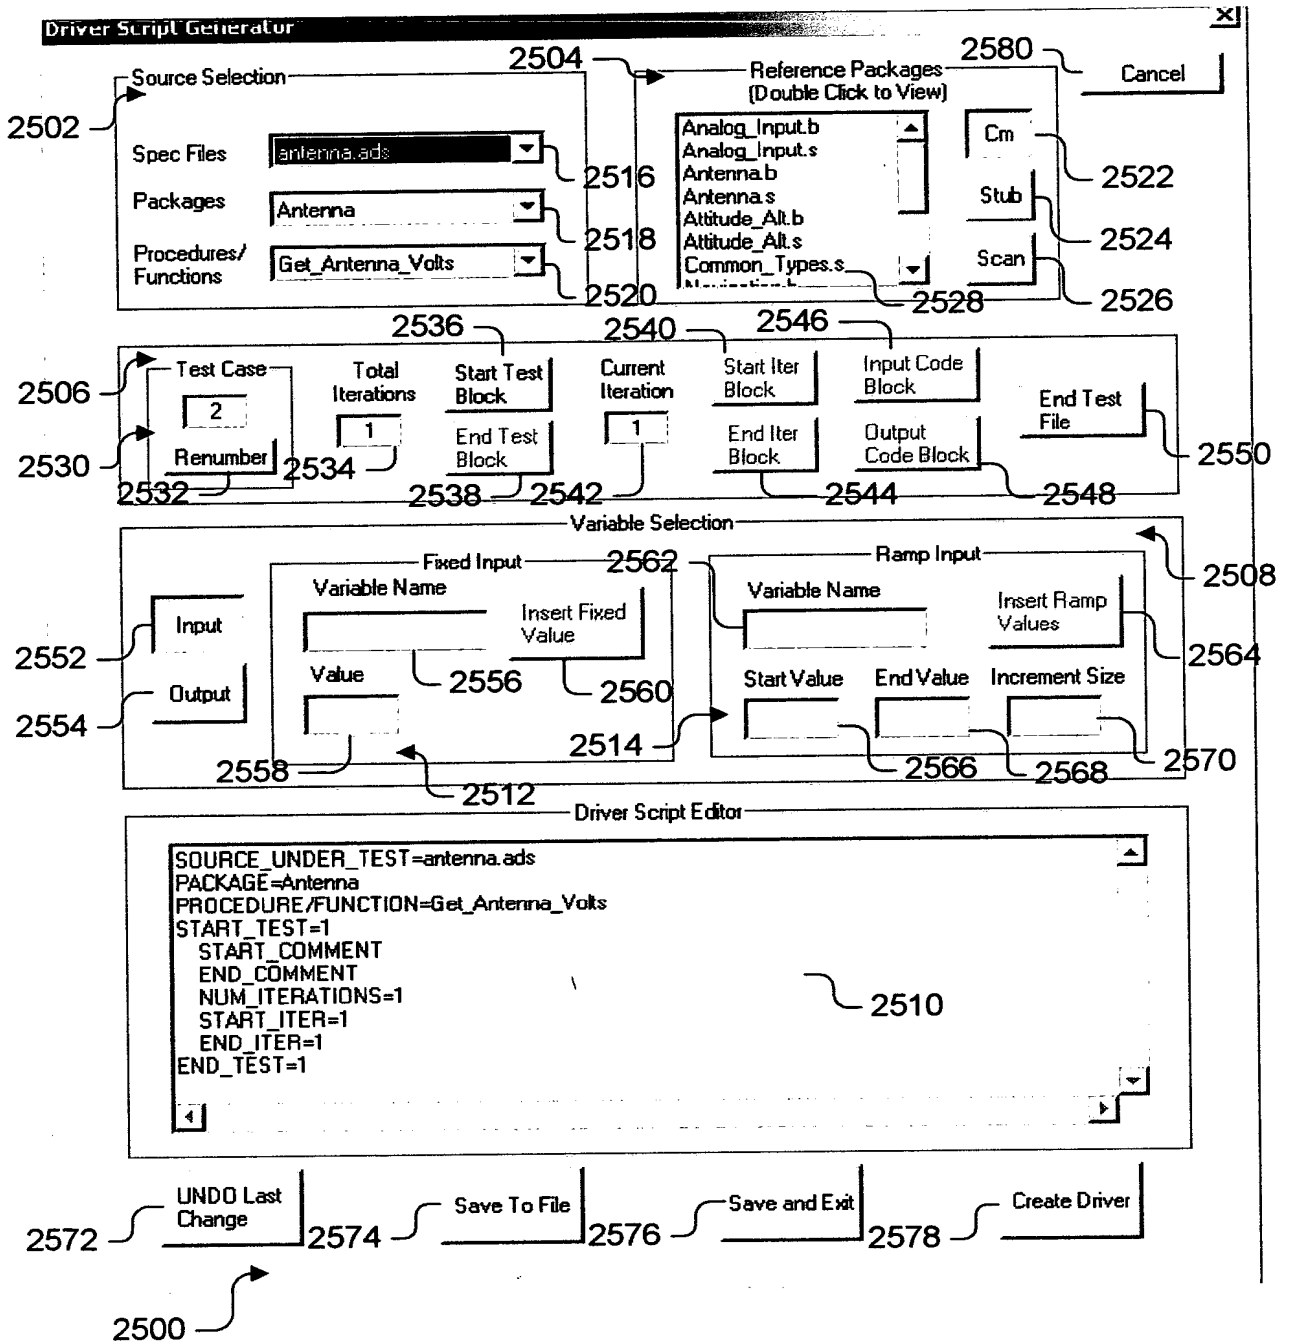 Driver Script Generator
2504
2580
Cancel
Source Selection
2502
Spec Files
antenna.ads
2516
Packages
Antenna
2518
Procedures/
Functions
Get_Antenna_Volts
2520
Reference Packages
(Double Click to View)
Analog_Input.b
Analog_Input.s
Antenna.b
Antenna.s
Attitude_Alt.b
Attitude_Alt.s
Common_Types.s
2528
Cm
2522
Stub
2524
Scan
2526
2536
2540
2546
2506
Test Case
2
2530
Renumber
2532
Total
Iterations
1
2534
Start Test
Block
End Test
Block
2538
Current
Iteration
1
2542
Start Iter
Block
End Iter
Block
2544
Input Code
Block
Output
Code Block
2548
End Test
File
2550
Variable Selection
2508
Input
2552
Output
2554
Fixed Input
Variable Name
2556
Insert Fixed
Value
2560
Value
2558
2512
2562
Ramp Input
Variable Name
Insert Ramp
Values
2564
Start Value
End Value
Increment Size
2514
2566
2568
2570
Driver Script Editor
SOURCE_UNDER_TEST=antenna.ads
PACKAGE=Antenna
PROCEDURE/FUNCTION=Get_Antenna_Volts
START_TEST=1
START_COMMENT
END_COMMENT
NUM_ITERATIONS=1
START_ITER=1
END_ITER=1
END_TEST=1
2510
UNDO Last
Change
2572
Save To File
2574
Save and Exit
2576
Create Driver
2578
2500